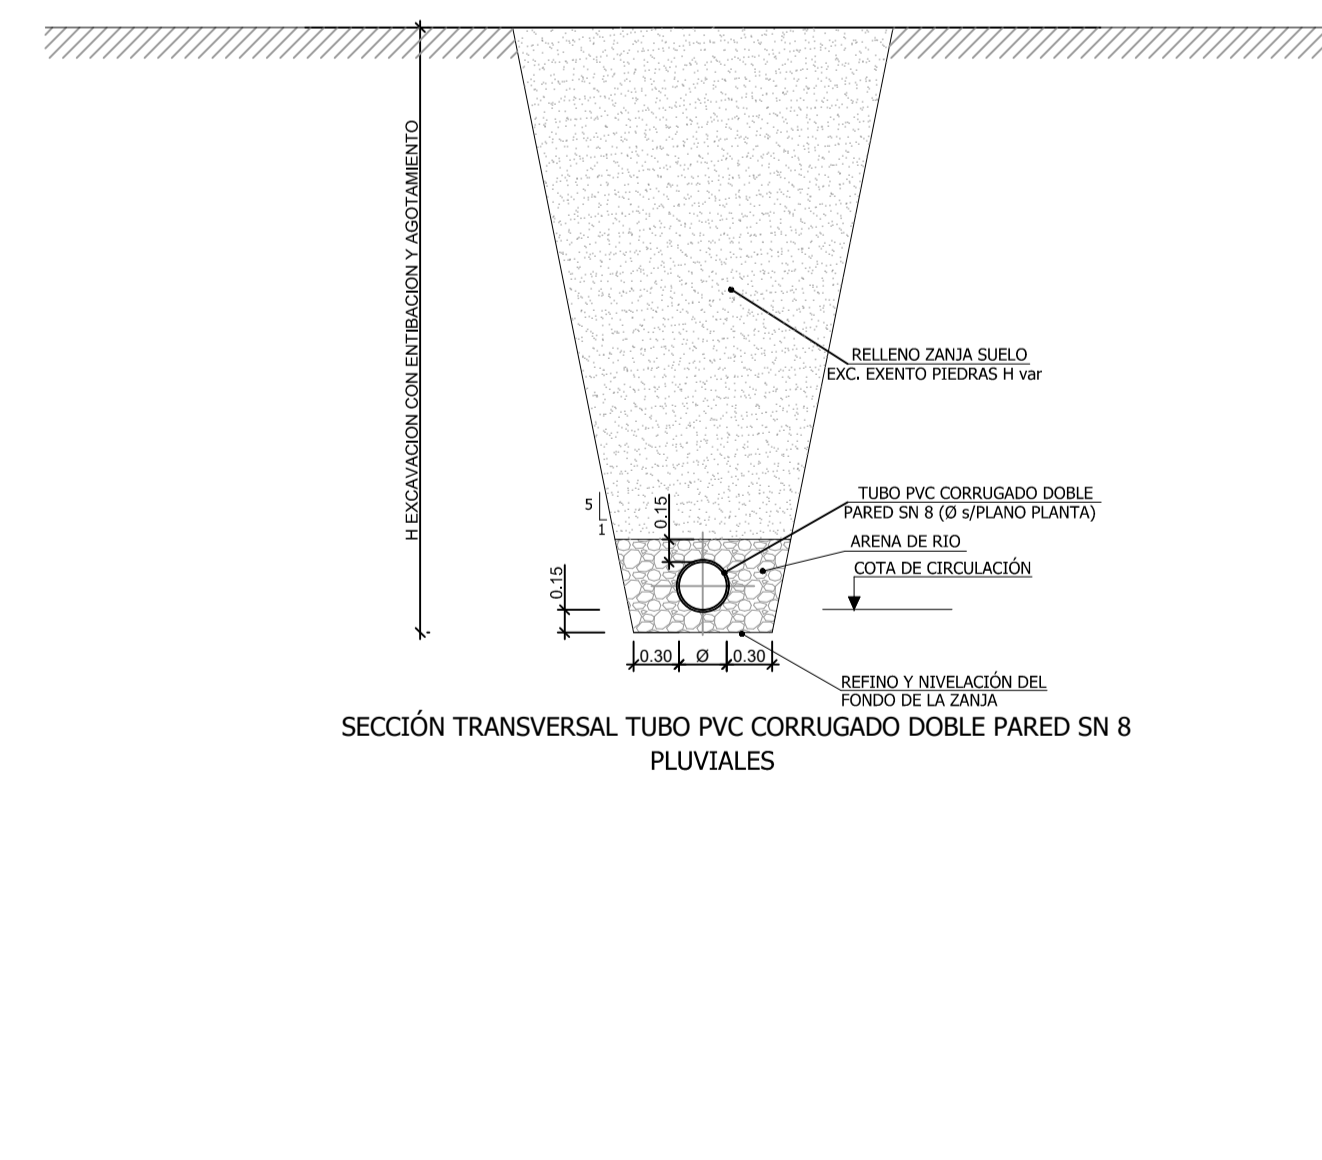 H EXCAVACION CON ENTIBACION Y AGOTAMIENTO
RELLENO ZANJA SUELO
EXC. EXENTO PIEDRAS H var
5
1
0.15
TUBO PVC CORRUGADO DOBLE
PARED SN 8 (Ø s/PLANO PLANTA)
ARENA DE RIO
COTA DE CIRCULACIÓN
0.15
0.30 Ø 0.30
REFINO Y NIVELACIÓN DEL
FONDO DE LA ZANJA
SECCIÓN TRANSVERSAL TUBO PVC CORRUGADO DOBLE PARED SN 8
PLUVIALES